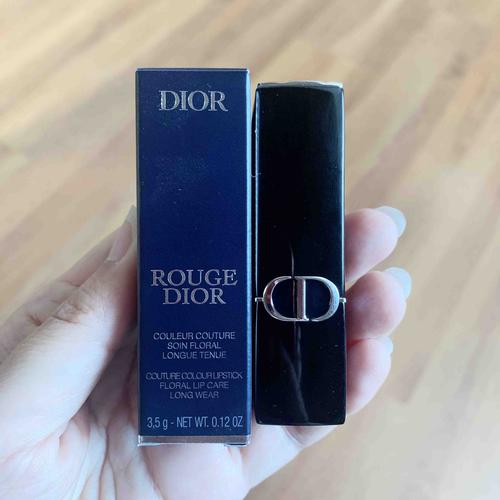 DIOR
ROUGE
DIOR
COULEUR COUTURE
SOIN FLORAL
LONGUE TENUE
COUTURE COLOUR LIPSTICK
FLORAL LIP CARE
LONG WEAR
3,5 g - NET WT. 0.12 OZ
CD